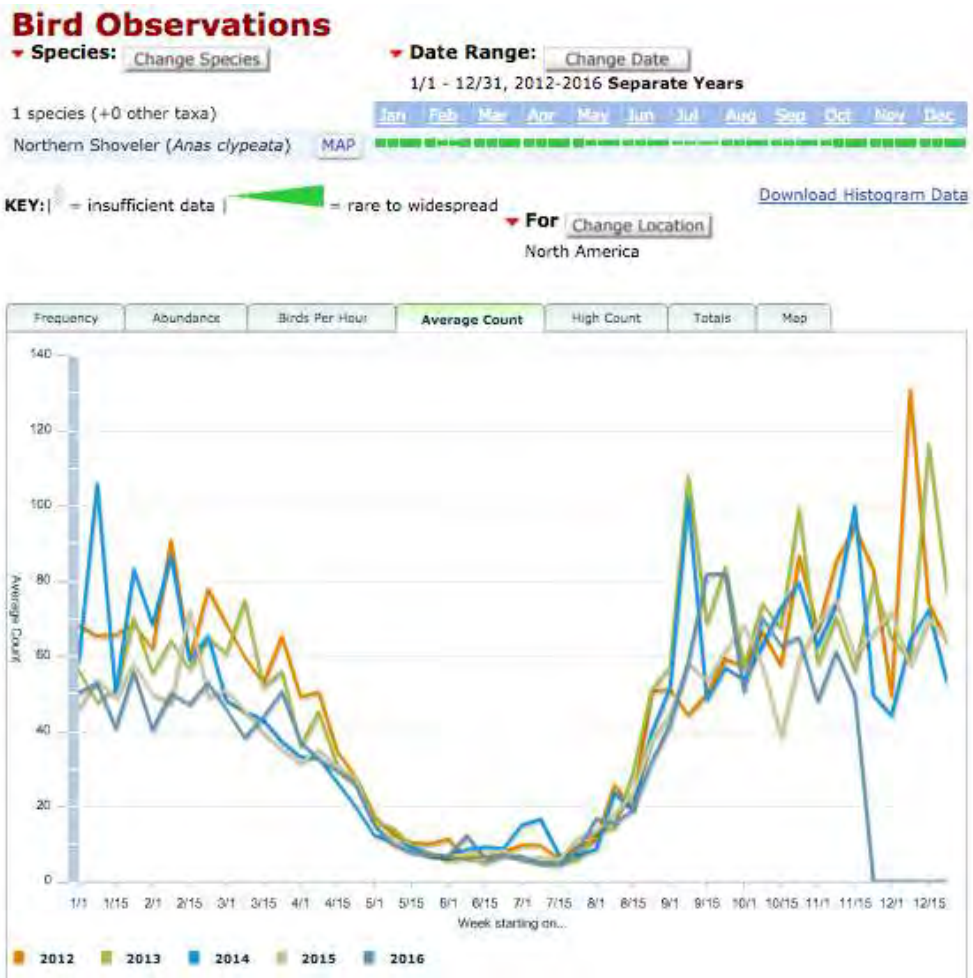 Bird Observations
Species: Change Species
Date Range: Change Date
1/1 - 12/31, 2012-2016 Separate Years
1 species (+0 other taxa)
Jan Feb Mar Apr May Jun Jul Aug Sep Oct Nov Dec
Northern Shoveler (Anas clypeata) MAP
KEY:| = insufficient data | = rare to widespread
Download Histogram Data
For Change Location
North America
Frequency Abundance Birds Per Hour Average Count High Count Totals Map
140
120
100
80
60
40
20
0
Average Count
1/1 1/15 2/1 2/15 3/1 3/15 4/1 4/15 5/1 5/15 6/1 6/15 7/1 7/15 8/1 8/15 9/1 9/15 10/1 10/15 11/1 11/15 12/1 12/15
Week starting on...
2012 2013 2014 2015 2016